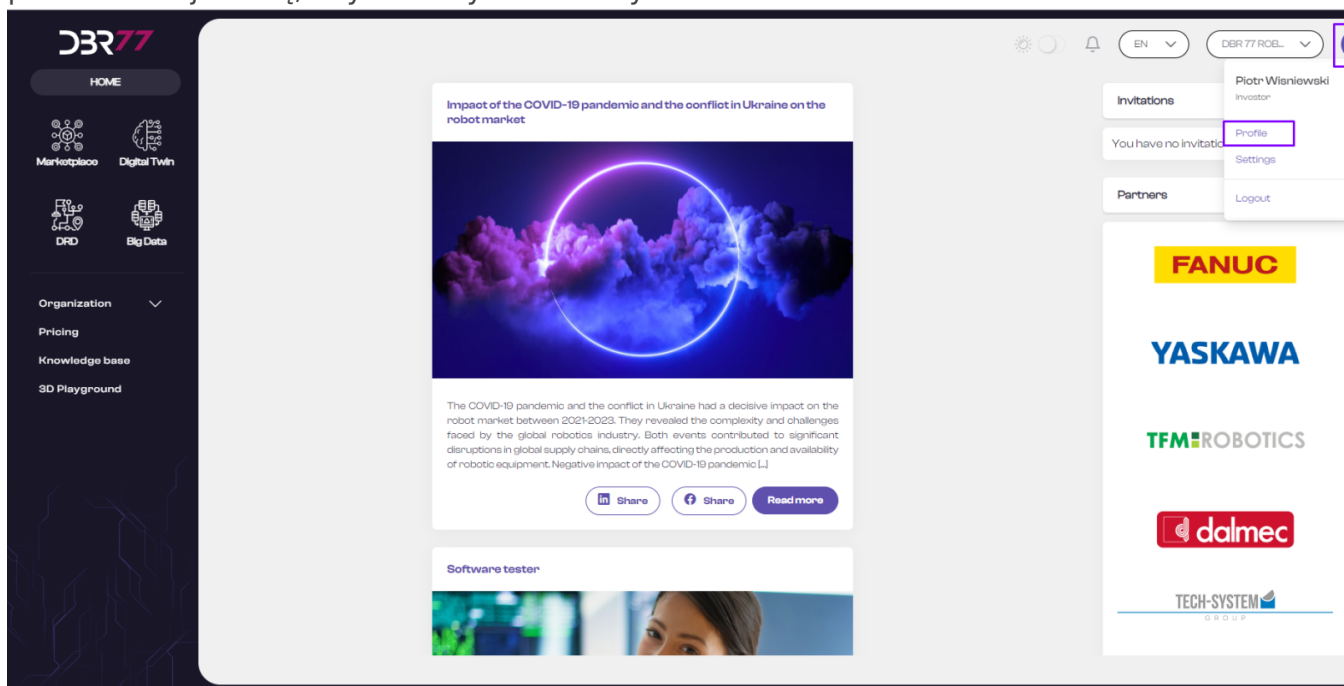 DBR77
HOME
Marketplace
Digital Twin
DRD
Big Data
Organization
Pricing
Knowledge base
3D Playground
EN
DBR 77 ROB...
Piotr Wisniewski
Investor
Profile
Settings
Logout
Impact of the COVID-19 pandemic and the conflict in Ukraine on the
robot market
The COVID-19 pandemic and the conflict in Ukraine had a decisive impact on the
robot market between 2021-2023. They revealed the complexity and challenges
faced by the global robotics industry. Both events contributed to significant
disruptions in global supply chains, directly affecting the production and availability
of robotic equipment. Negative impact of the COVID-19 pandemic [...]
Share
Share
Read more
Software tester
Invitations
You have no invitatio
Partners
FANUC
YASKAWA
TFM ROBOTICS
dalmec
TECH-SYSTEM
GROUP